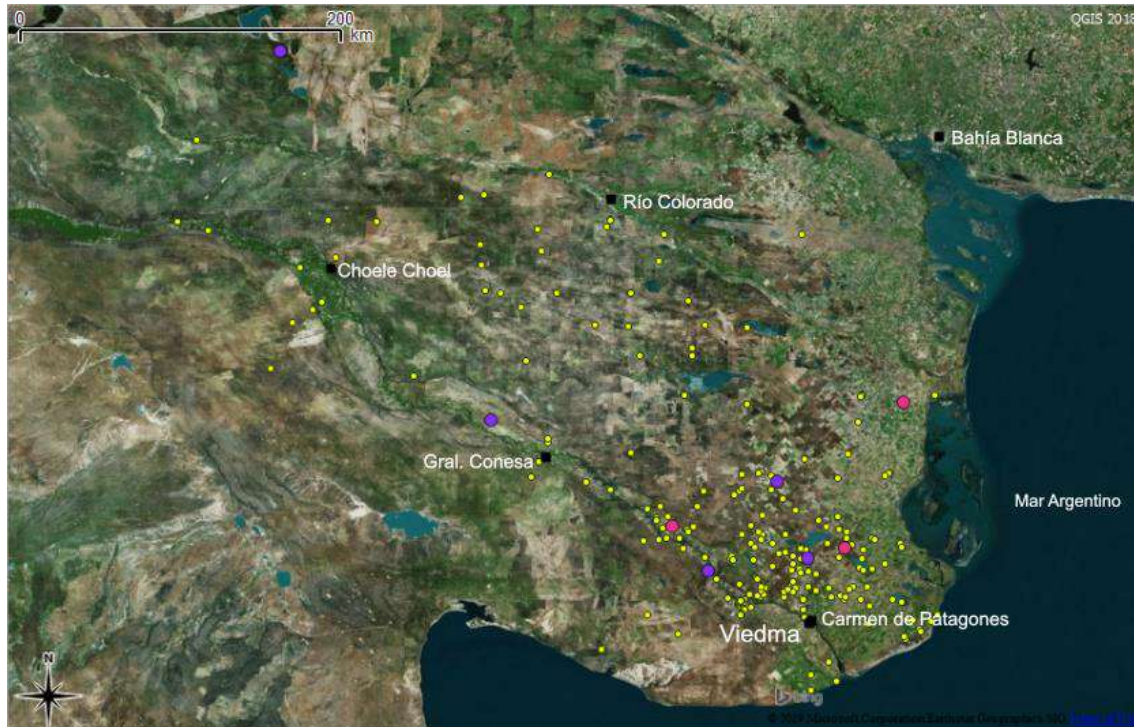 0 200
km
QGIS 2018
Bahía Blanca
Río Colorado
Choele Choel
Gral. Conesa
Mar Argentino
Carmen de Patagones
Viedma
N
bing